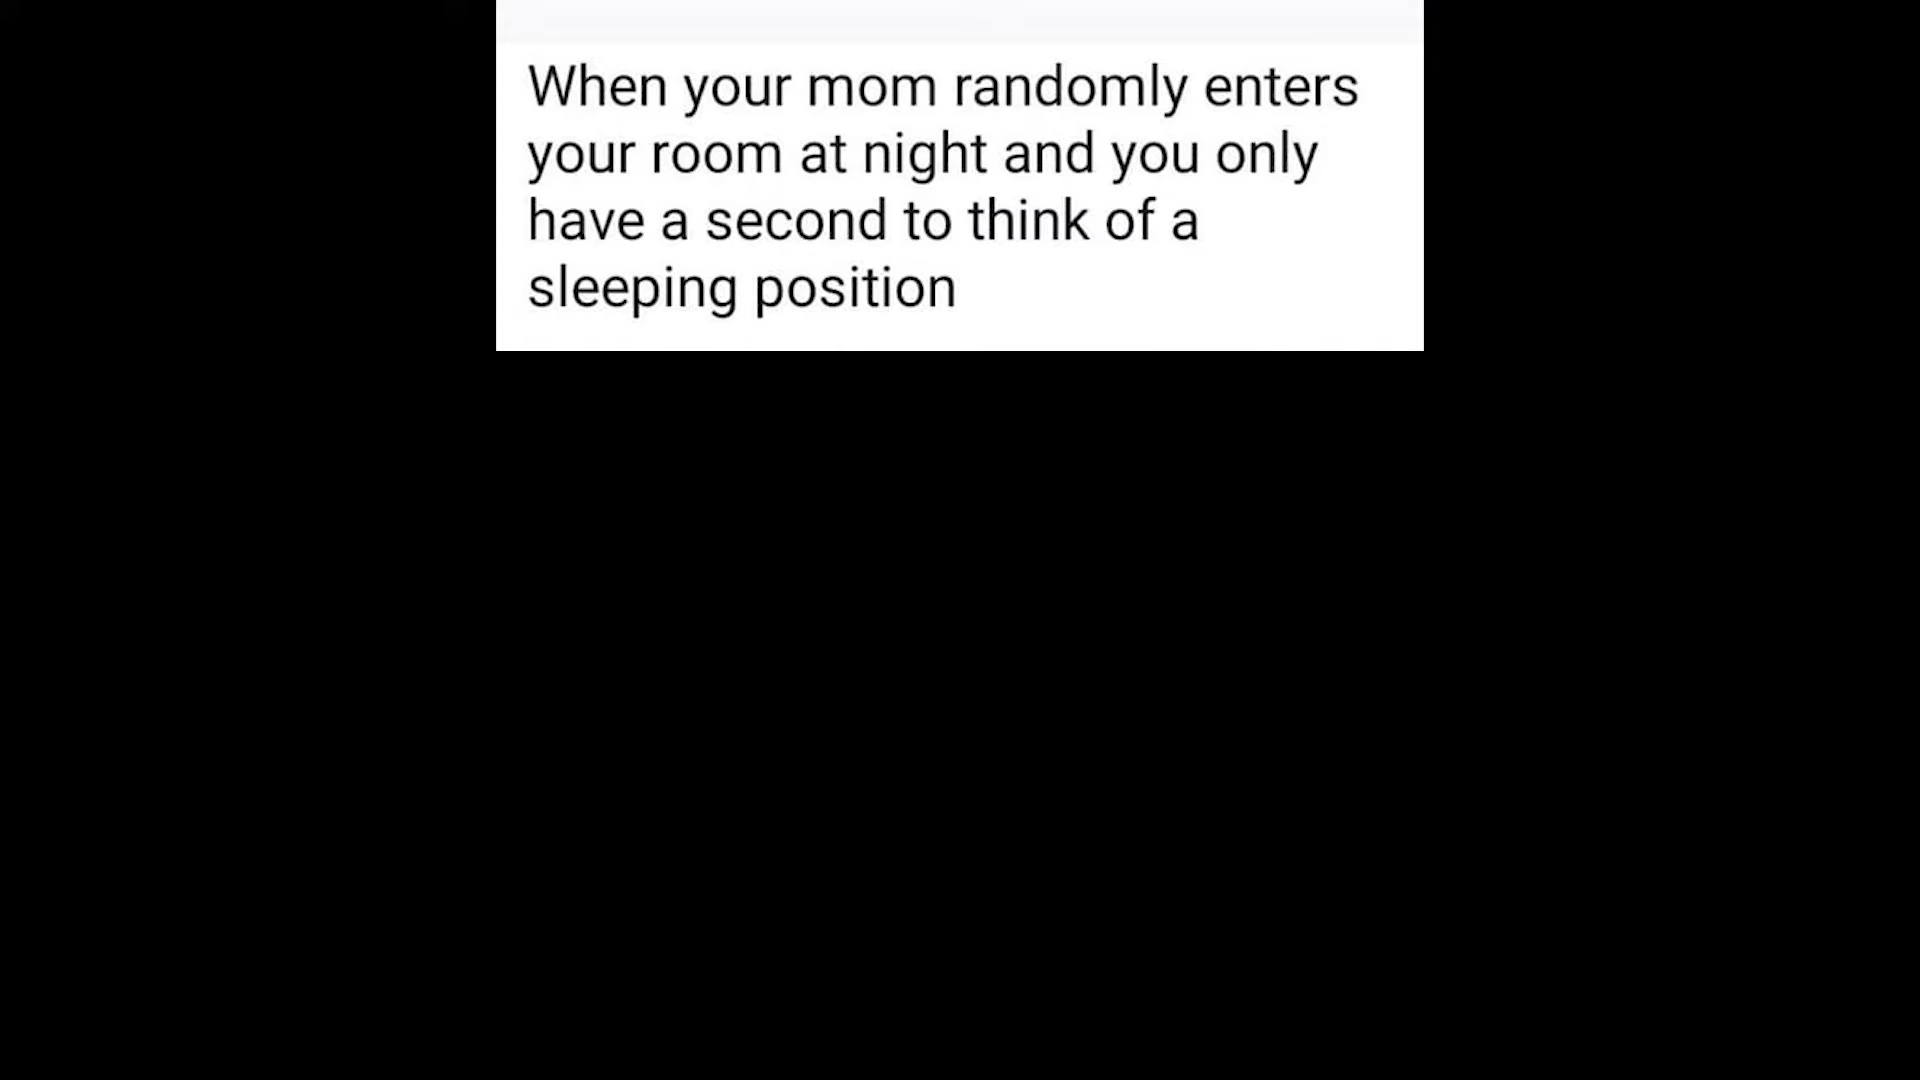 When your mom randomly enters
your room at night and you only
have a second to think of a
sleeping position